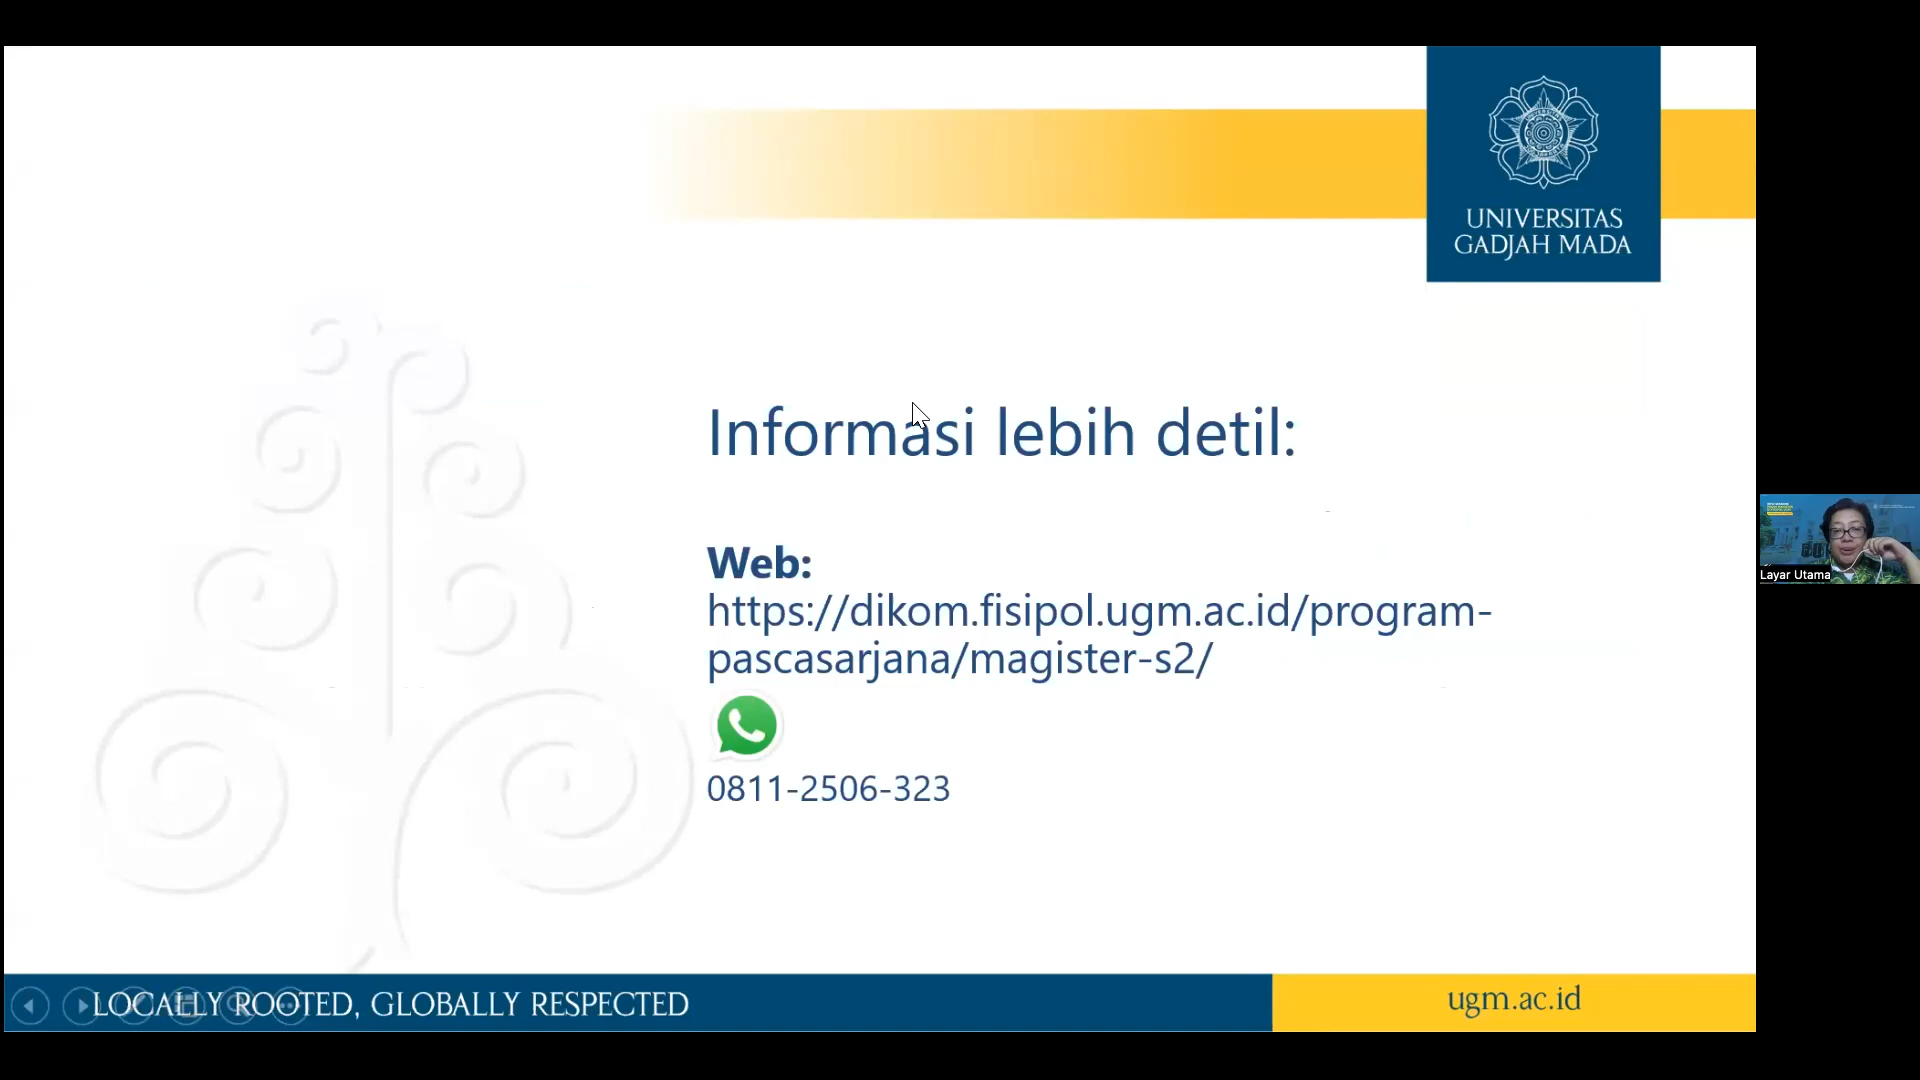 UNIVERSITAS
GADJAH MADA
Informasi lebih detil:
Web:
https://dikom.fisipol.ugm.ac.id/program-
pascasarjana/magister-s2/
0811-2506-323
Layar Utama
LOCALLY ROOTED, GLOBALLY RESPECTED
ugm.ac.id